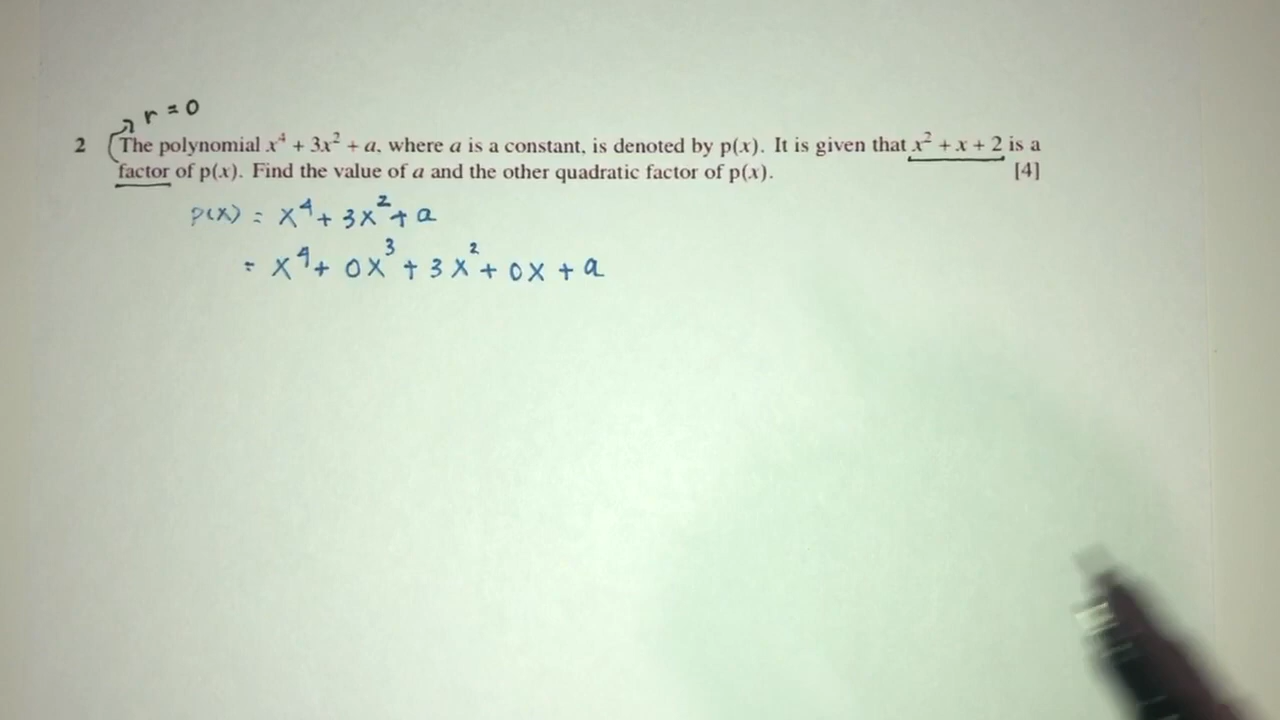 r = 0
2 The polynomial x⁴ + 3x² + a, where a is a constant, is denoted by p(x). It is given that x² + x + 2 is a
factor of p(x). Find the value of a and the other quadratic factor of p(x). [4]
P(x) = x⁴ + 3x² + a
= x⁴ + 0x³ + 3x² + 0x + a